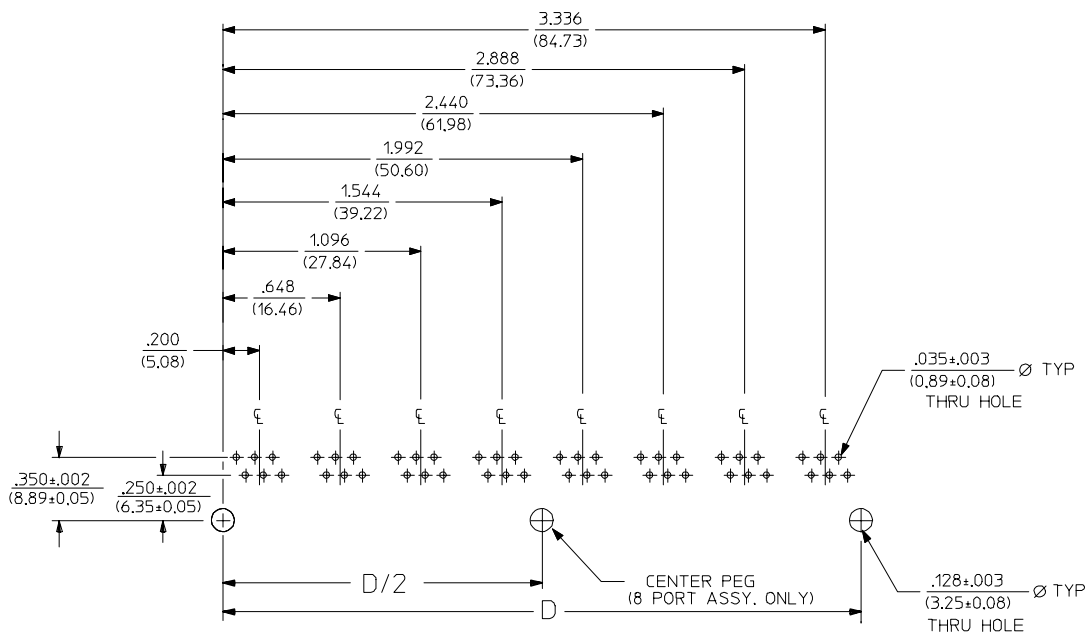 3.336
(84.73)
2.888
(73.36)
2.440
(61.98)
1.992
(50.60)
1.544
(39.22)
1.096
(27.84)
.648
(16.46)
.200
(5.08)
.035±.003
(0.89±0.08)
Ø TYP
THRU HOLE
℄ ℄ ℄ ℄ ℄ ℄ ℄ ℄
.350±.002
(8.89±0.05)
.250±.002
(6.35±0.05)
D/2
CENTER PEG
(8 PORT ASSY. ONLY)
D
.128±.003
(3.25±0.08)
Ø TYP
THRU HOLE